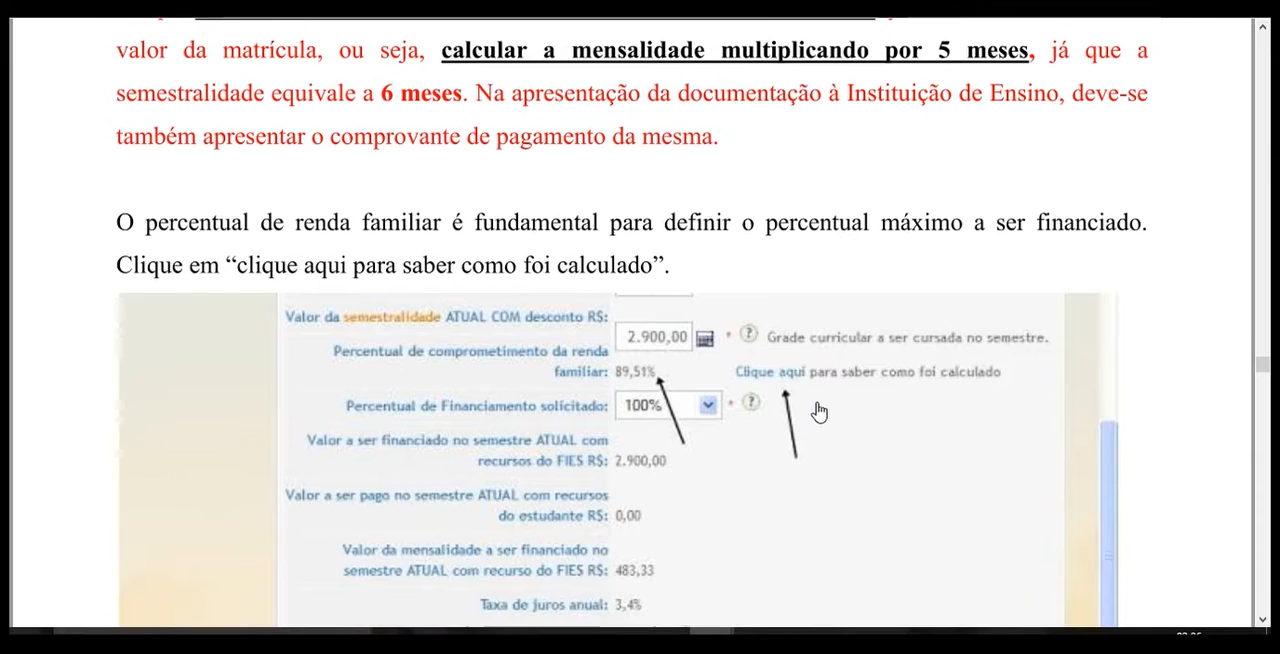 valor da matrícula, ou seja, calcular a mensalidade multiplicando por 5 meses, já que a
semestralidade equivale a 6 meses. Na apresentação da documentação à Instituição de Ensino, deve-se
também apresentar o comprovante de pagamento da mesma.
O percentual de renda familiar é fundamental para definir o percentual máximo a ser financiado.
Clique em “clique aqui para saber como foi calculado”.
Valor da semestralidade ATUAL COM desconto R$:
2.900,00 * ? Grade curricular a ser cursada no semestre.
Percentual de comprometimento da renda
familiar: 89,51% Clique aqui para saber como foi calculado
Percentual de Financiamento solicitado: 100% * ?
Valor a ser financiado no semestre ATUAL com
recursos do FIES R$: 2.900,00
Valor a ser pago no semestre ATUAL com recursos
do estudante R$: 0,00
Valor da mensalidade a ser financiado no
semestre ATUAL com recurso do FIES R$: 483,33
Taxa de juros anual: 3,4%